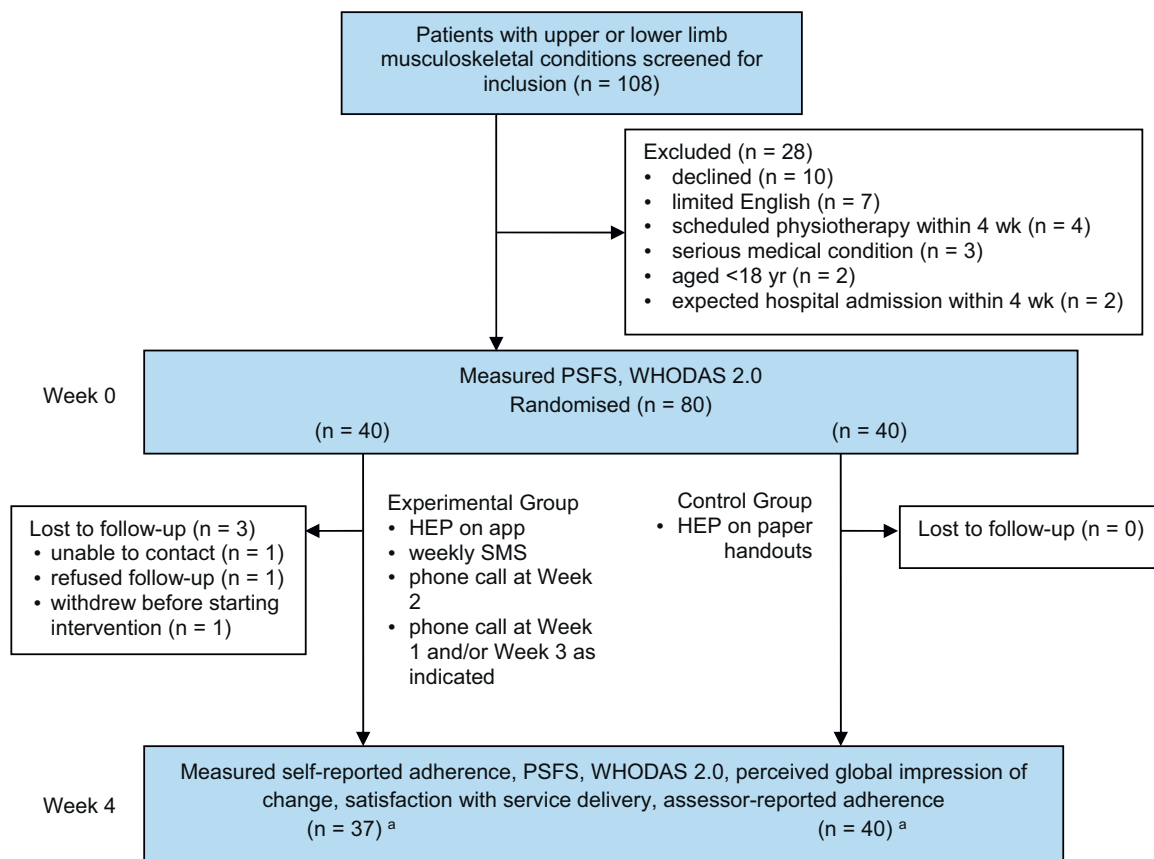 Patients with upper or lower limb
musculoskeletal conditions screened for
inclusion (n = 108)
Excluded (n = 28)
• declined (n = 10)
• limited English (n = 7)
• scheduled physiotherapy within 4 wk (n = 4)
• serious medical condition (n = 3)
• aged <18 yr (n = 2)
• expected hospital admission within 4 wk (n = 2)
Week 0
Measured PSFS, WHODAS 2.0
Randomised (n = 80)
(n = 40) (n = 40)
Lost to follow-up (n = 3)
• unable to contact (n = 1)
• refused follow-up (n = 1)
• withdrew before starting
intervention (n = 1)
Experimental Group
• HEP on app
• weekly SMS
• phone call at Week
2
• phone call at Week
1 and/or Week 3 as
indicated
Control Group
• HEP on paper
handouts
Lost to follow-up (n = 0)
Week 4
Measured self-reported adherence, PSFS, WHODAS 2.0, perceived global impression of
change, satisfaction with service delivery, assessor-reported adherence
(n = 37) a (n = 40) a